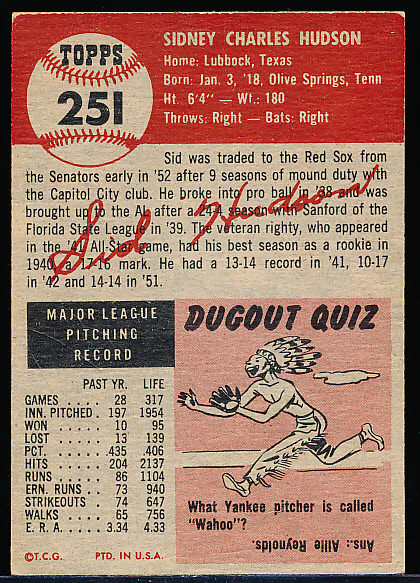 TOPPS
251
SIDNEY CHARLES HUDSON
Home: Lubbock, Texas
Born: Jan. 3, '18, Olive Springs, Tenn
Ht. 6'4" — Wt.: 180
Throws: Right — Bats: Right
Sid was traded to the Red Sox from
the Senators early in '52 after 9 seasons of mound duty with
the Capitol City club. He broke into pro ball in '38 and was
brought up to the AL after a 24-4 season with Sanford of the
Florida State League in '39. The veteran righty, who appeared
in the '41 All-Star game, had his best season as a rookie in
1940, a 17-16 mark. He had a 13-14 record in '41, 10-17
in '42 and 14-14 in '51.
Sid Hudson
MAJOR LEAGUE
PITCHING
RECORD
PAST YR. LIFE
GAMES 28 317
INN. PITCHED 197 1954
WON 10 95
LOST 13 139
PCT. .435 .406
HITS 204 2137
RUNS 86 1104
ERN. RUNS 73 940
STRIKEOUTS 74 647
WALKS 65 756
E. R. A. 3.34 4.33
©T.C.G. PTD. IN U.S.A.
DUGOUT QUIZ
What Yankee pitcher is called
"Wahoo"?
Ans.: Allie Reynolds.